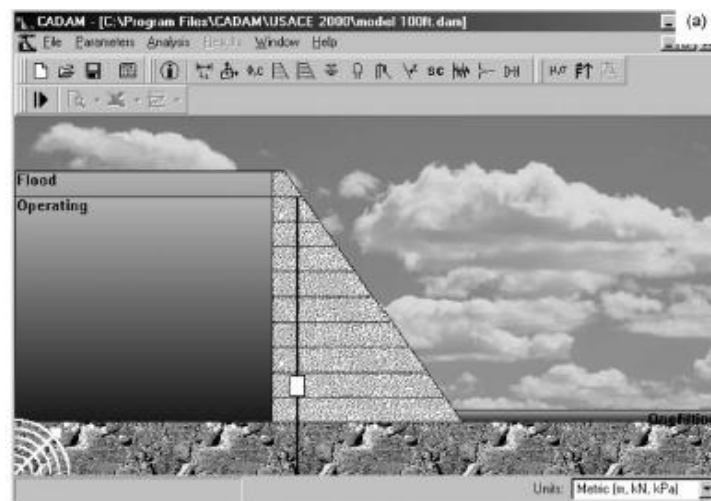 CADAM - [C:\Program Files\CADAM\USACE 2000\model 100ft.dam]
(a)
File Parameters Analysis Results Window Help
Flood
Operating
Units: Metric (m, kN, kPa)